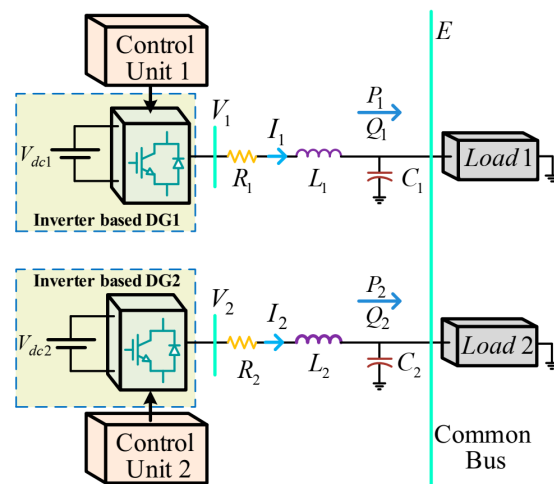 Control
Unit 1
E
V1
P1
Q1
I1
Vdc1
R1
L1
C1
Load 1
Inverter based DG1
Inverter based DG2
V2
P2
Q2
I2
Vdc2
R2
L2
C2
Load 2
Control
Unit 2
Common
Bus